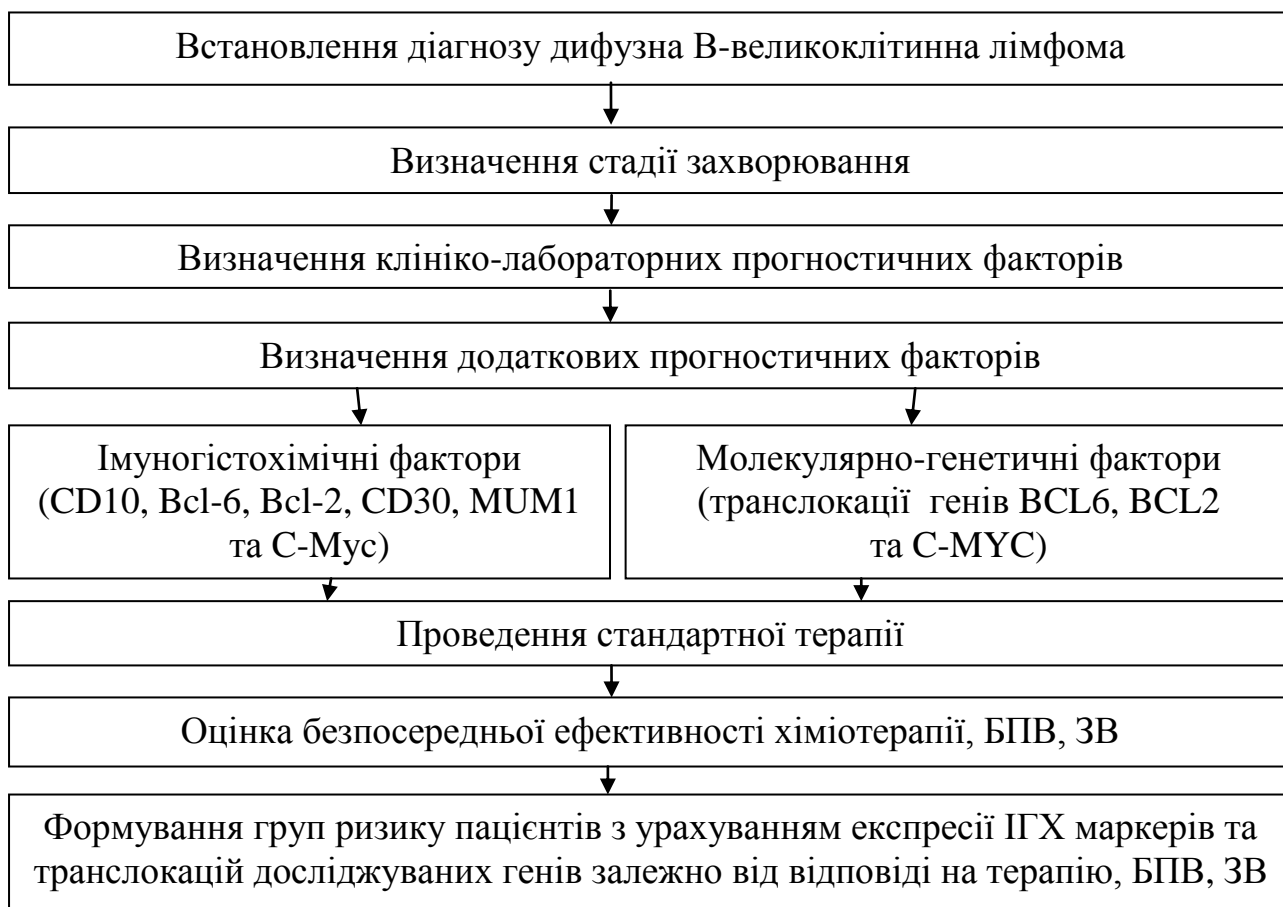 Встановлення діагнозу дифузна В-великоклітинна лімфома
Визначення стадії захворювання
Визначення клініко-лабораторних прогностичних факторів
Визначення додаткових прогностичних факторів
Імуногістохімічні фактори
(CD10, Bcl-6, Bcl-2, CD30, MUM1
та C-Myc)
Молекулярно-генетичні фактори
(транслокації генів BCL6, BCL2
та C-MYC)
Проведення стандартної терапії
Оцінка безпосередньої ефективності хіміотерапії, БПВ, ЗВ
Формування груп ризику пацієнтів з урахуванням експресії ІГХ маркерів та
транслокацій досліджуваних генів залежно від відповіді на терапію, БПВ, ЗВ